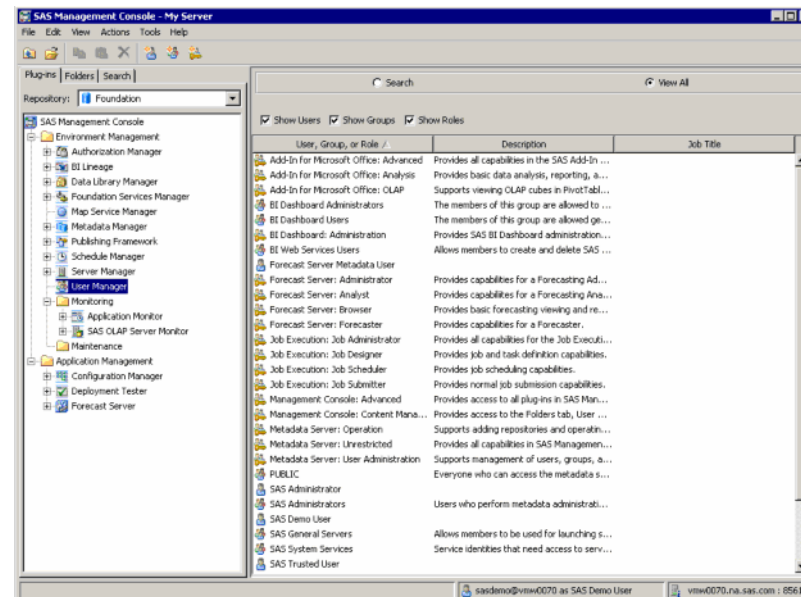 SAS Management Console - My Server
File Edit View Actions Tools Help
Plug-ins Folders Search
Repository: Foundation
SAS Management Console
Environment Management
Authorization Manager
BI Lineage
Data Library Manager
Foundation Services Manager
Map Service Manager
Metadata Manager
Publishing Framework
Schedule Manager
Server Manager
User Manager
Monitoring
Application Monitor
SAS OLAP Server Monitor
Maintenance
Application Management
Configuration Manager
Deployment Tester
Forecast Server
Search View All
Show Users Show Groups Show Roles
User, Group, or Role Description Job Title
Add-In for Microsoft Office: Advanced Provides all capabilities in the SAS Add-In ...
Add-In for Microsoft Office: Analysis Provides basic data analysis, reporting, a...
Add-In for Microsoft Office: OLAP Supports viewing OLAP cubes in PivotTabl...
BI Dashboard Administrators The members of this group are allowed to ...
BI Dashboard Users The members of this group are allowed ge...
BI Dashboard: Administration Provides SAS BI Dashboard administration...
BI Web Services Users Allows members to create and delete SAS ...
Forecast Server Metadata User
Forecast Server: Administrator Provides capabilities for a Forecasting Ad...
Forecast Server: Analyst Provides capabilities for a Forecasting Ana...
Forecast Server: Browser Provides basic forecasting viewing and re...
Forecast Server: Forecaster Provides capabilities for a Forecaster.
Job Execution: Job Administrator Provides all capabilities for the Job Executi...
Job Execution: Job Designer Provides job and task definition capabilities.
Job Execution: Job Scheduler Provides job scheduling capabilities.
Job Execution: Job Submitter Provides normal job submission capabilities.
Management Console: Advanced Provides access to all plug-ins in SAS Man...
Management Console: Content Mana... Provides access to the Folders tab, User ...
Metadata Server: Operation Supports adding repositories and operatin...
Metadata Server: Unrestricted Provides all capabilities in SAS Managemen...
Metadata Server: User Administration Supports management of users, groups, a...
PUBLIC Everyone who can access the metadata s...
SAS Administrator
SAS Administrators Users who perform metadata administrati...
SAS Demo User
SAS General Servers Allows members to be used for launching s...
SAS System Services Service identities that need access to serv...
SAS Trusted User
sasdemo@vmw0070 as SAS Demo User vmw0070.na.sas.com : 8561